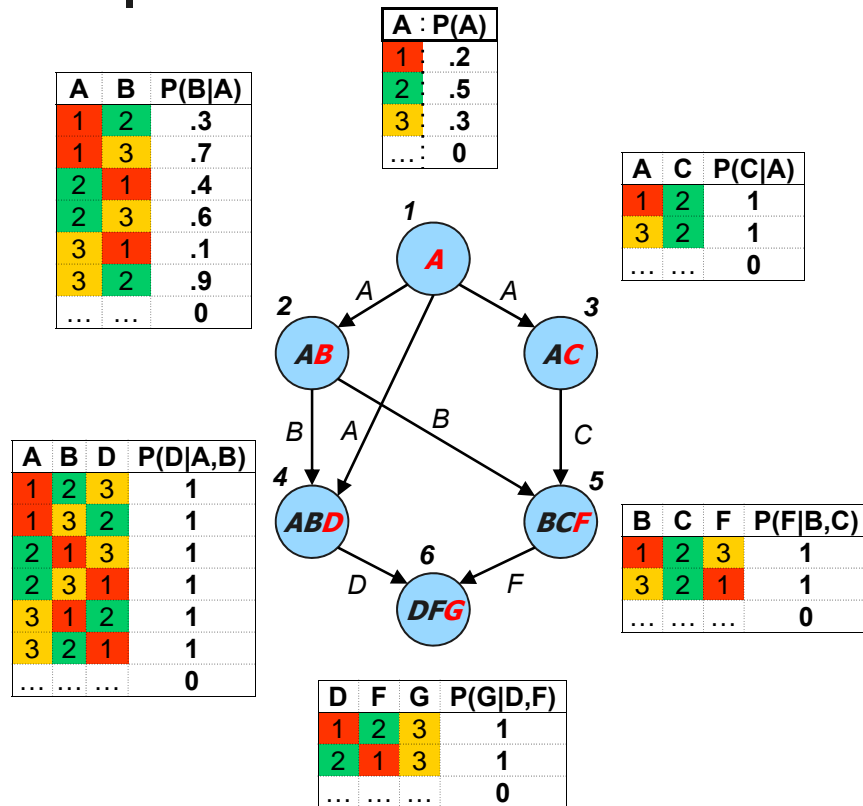 A P(A)
1 .2
2 .5
3 .3
... 0
A B P(B|A)
1 2 .3
1 3 .7
2 1 .4
2 3 .6
3 1 .1
3 2 .9
... ... 0
A C P(C|A)
1 2 1
3 2 1
... ... 0
1
A
A A
2
AB
3
AC
B A B C
4
ABD
5
BCF
D F
6
DFG
A B D P(D|A,B)
1 2 3 1
1 3 2 1
2 1 3 1
2 3 1 1
3 1 2 1
3 2 1 1
... ... ... 0
B C F P(F|B,C)
1 2 3 1
3 2 1 1
... ... ... 0
D F G P(G|D,F)
1 2 3 1
2 1 3 1
... ... ... 0